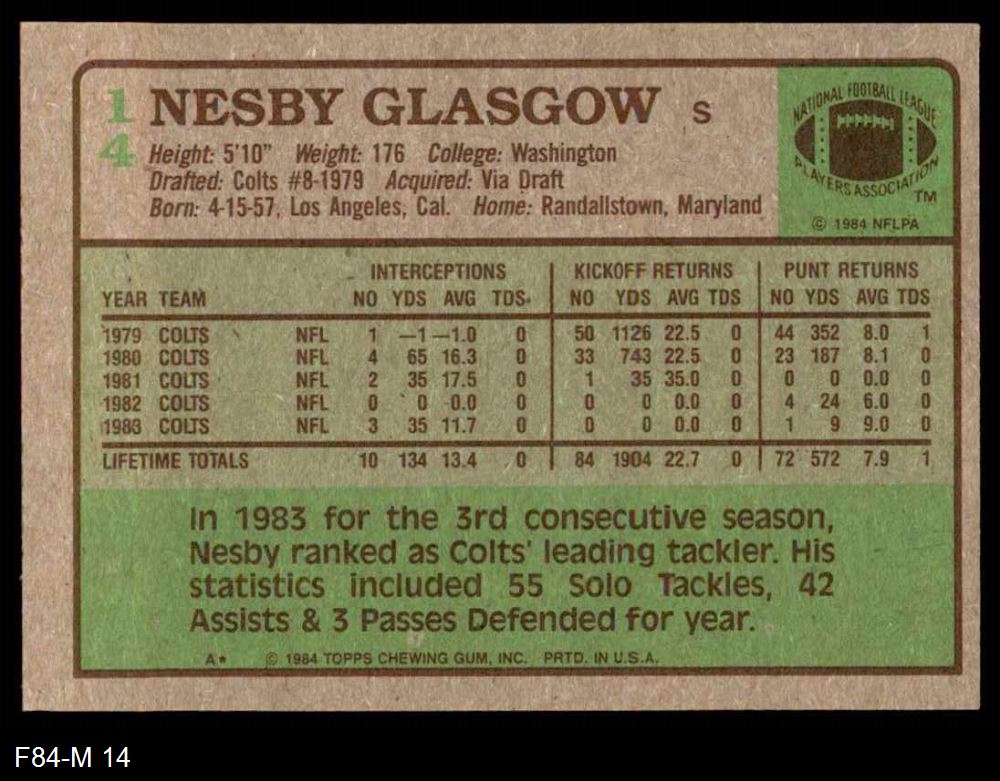 1
4
NESBY GLASGOW S
Height: 5'10" Weight: 176 College: Washington
Drafted: Colts #8-1979 Acquired: Via Draft
Born: 4-15-57, Los Angeles, Cal. Home: Randallstown, Maryland
NATIONAL FOOTBALL LEAGUE
PLAYERS ASSOCIATION
TM
© 1984 NFLPA
INTERCEPTIONS KICKOFF RETURNS PUNT RETURNS
YEAR TEAM NO YDS AVG TDS NO YDS AVG TDS NO YDS AVG TDS
1979 COLTS NFL 1 —1 —1.0 0 50 1126 22.5 0 44 352 8.0 1
1980 COLTS NFL 4 65 16.3 0 33 743 22.5 0 23 187 8.1 0
1981 COLTS NFL 2 35 17.5 0 1 35 35.0 0 0 0 0.0 0
1982 COLTS NFL 0 0 0.0 0 0 0 0.0 0 4 24 6.0 0
1983 COLTS NFL 3 35 11.7 0 0 0 0.0 0 1 9 9.0 0
LIFETIME TOTALS 10 134 13.4 0 84 1904 22.7 0 72 572 7.9 1
In 1983 for the 3rd consecutive season,
Nesby ranked as Colts' leading tackler. His
statistics included 55 Solo Tackles, 42
Assists & 3 Passes Defended for year.
A* © 1984 TOPPS CHEWING GUM, INC. PRTD. IN U.S.A.
F84-M 14